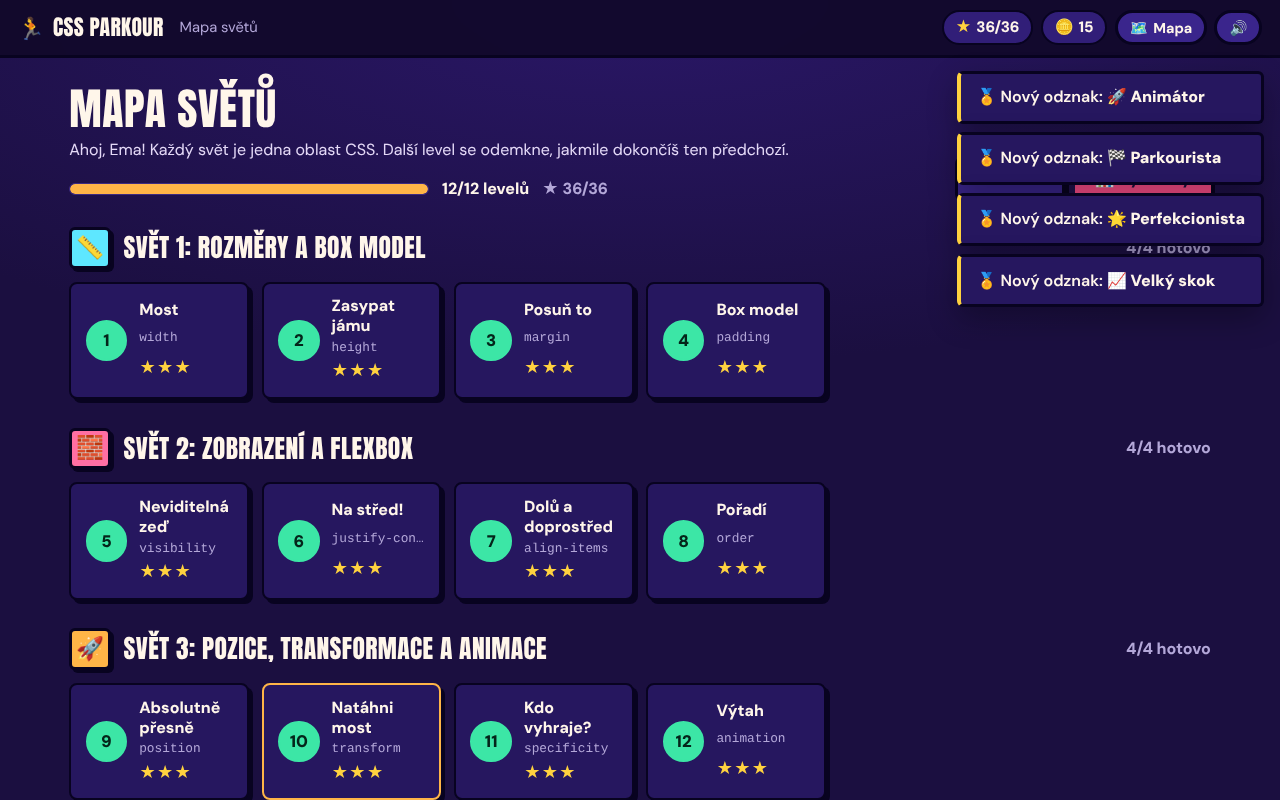 CSS PARKOUR
Mapa světů
★ 36/36
15
Mapa
MAPA SVĚTŮ
Ahoj, Ema! Každý svět je jedna oblast CSS. Další level se odemkne, jakmile dokončíš ten předchozí.
12/12 levelů ★ 36/36
Nový odznak: Animátor
Nový odznak: Parkourista
Nový odznak: Perfekcionista
Nový odznak: Velký skok
SVĚT 1: ROZMĚRY A BOX MODEL
4/4 hotovo
1
Most
width
★★★
2
Zasypat
jámu
height
★★★
3
Posuň to
margin
★★★
4
Box model
padding
★★★
SVĚT 2: ZOBRAZENÍ A FLEXBOX
4/4 hotovo
5
Neviditelná
zeď
visibility
★★★
6
Na střed!
justify-con…
★★★
7
Dolů a
doprostřed
align-items
★★★
8
Pořadí
order
★★★
SVĚT 3: POZICE, TRANSFORMACE A ANIMACE
4/4 hotovo
9
Absolutně
přesně
position
★★★
10
Natáhni
most
transform
★★★
11
Kdo
vyhraje?
specificity
★★★
12
Výtah
animation
★★★